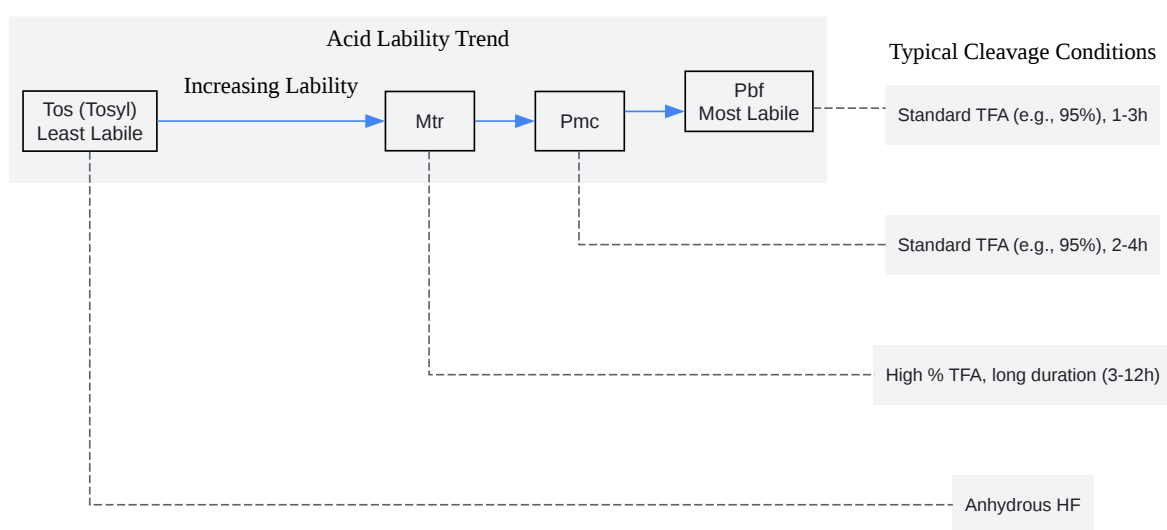 Acid Lability Trend
Typical Cleavage Conditions
Increasing Lability
Tos (Tosyl)
Least Labile
Mtr
Pmc
Pbf
Most Labile
Standard TFA (e.g., 95%), 1-3h
Standard TFA (e.g., 95%), 2-4h
High % TFA, long duration (3-12h)
Anhydrous HF